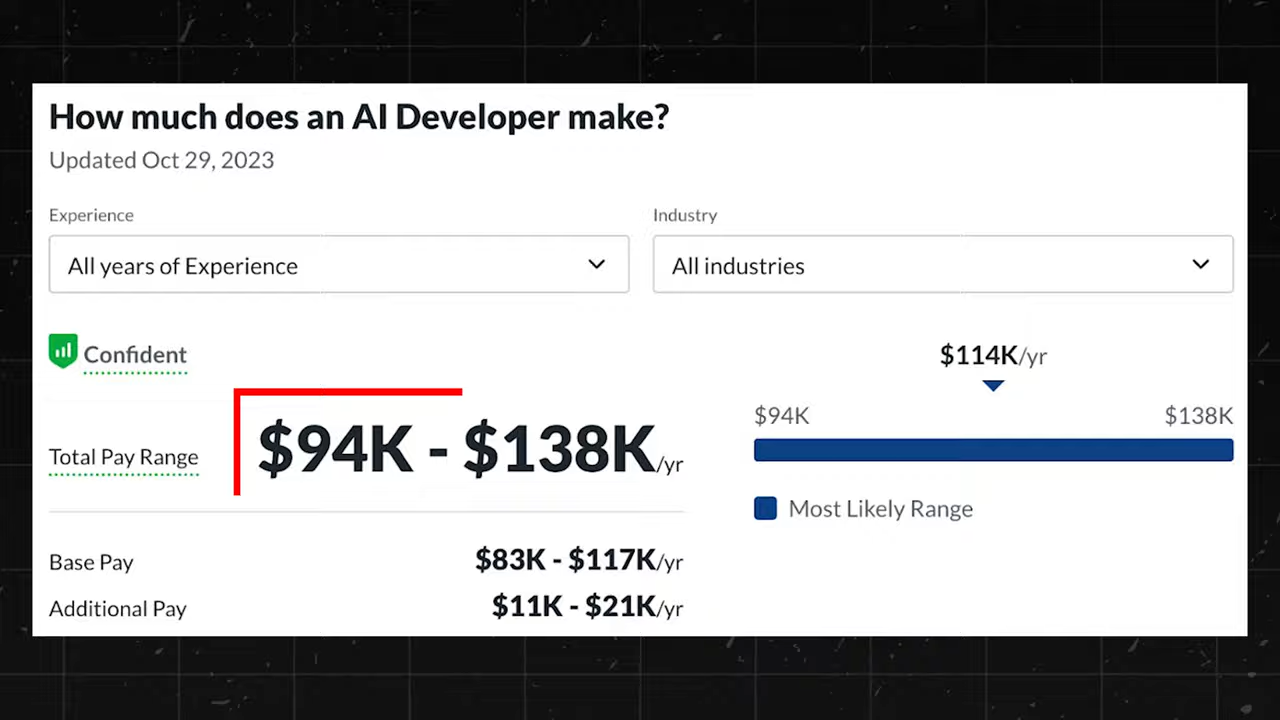 How much does an AI Developer make?
Updated Oct 29, 2023
Experience
Industry
All years of Experience
All industries
Confident
$114K/yr
$94K
$138K
Total Pay Range
$94K - $138K/yr
Most Likely Range
Base Pay
$83K - $117K/yr
Additional Pay
$11K - $21K/yr